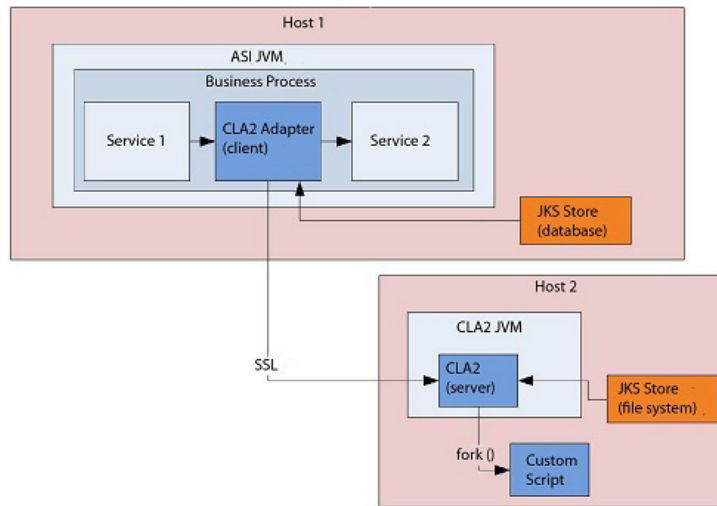 Host 1
ASI JVM
Business Process
Service 1
CLA2 Adapter
(client)
Service 2
JKS Store
(database)
Host 2
CLA2 JVM
SSL
CLA2
(server)
JKS Store
(file system)
fork ()
Custom
Script